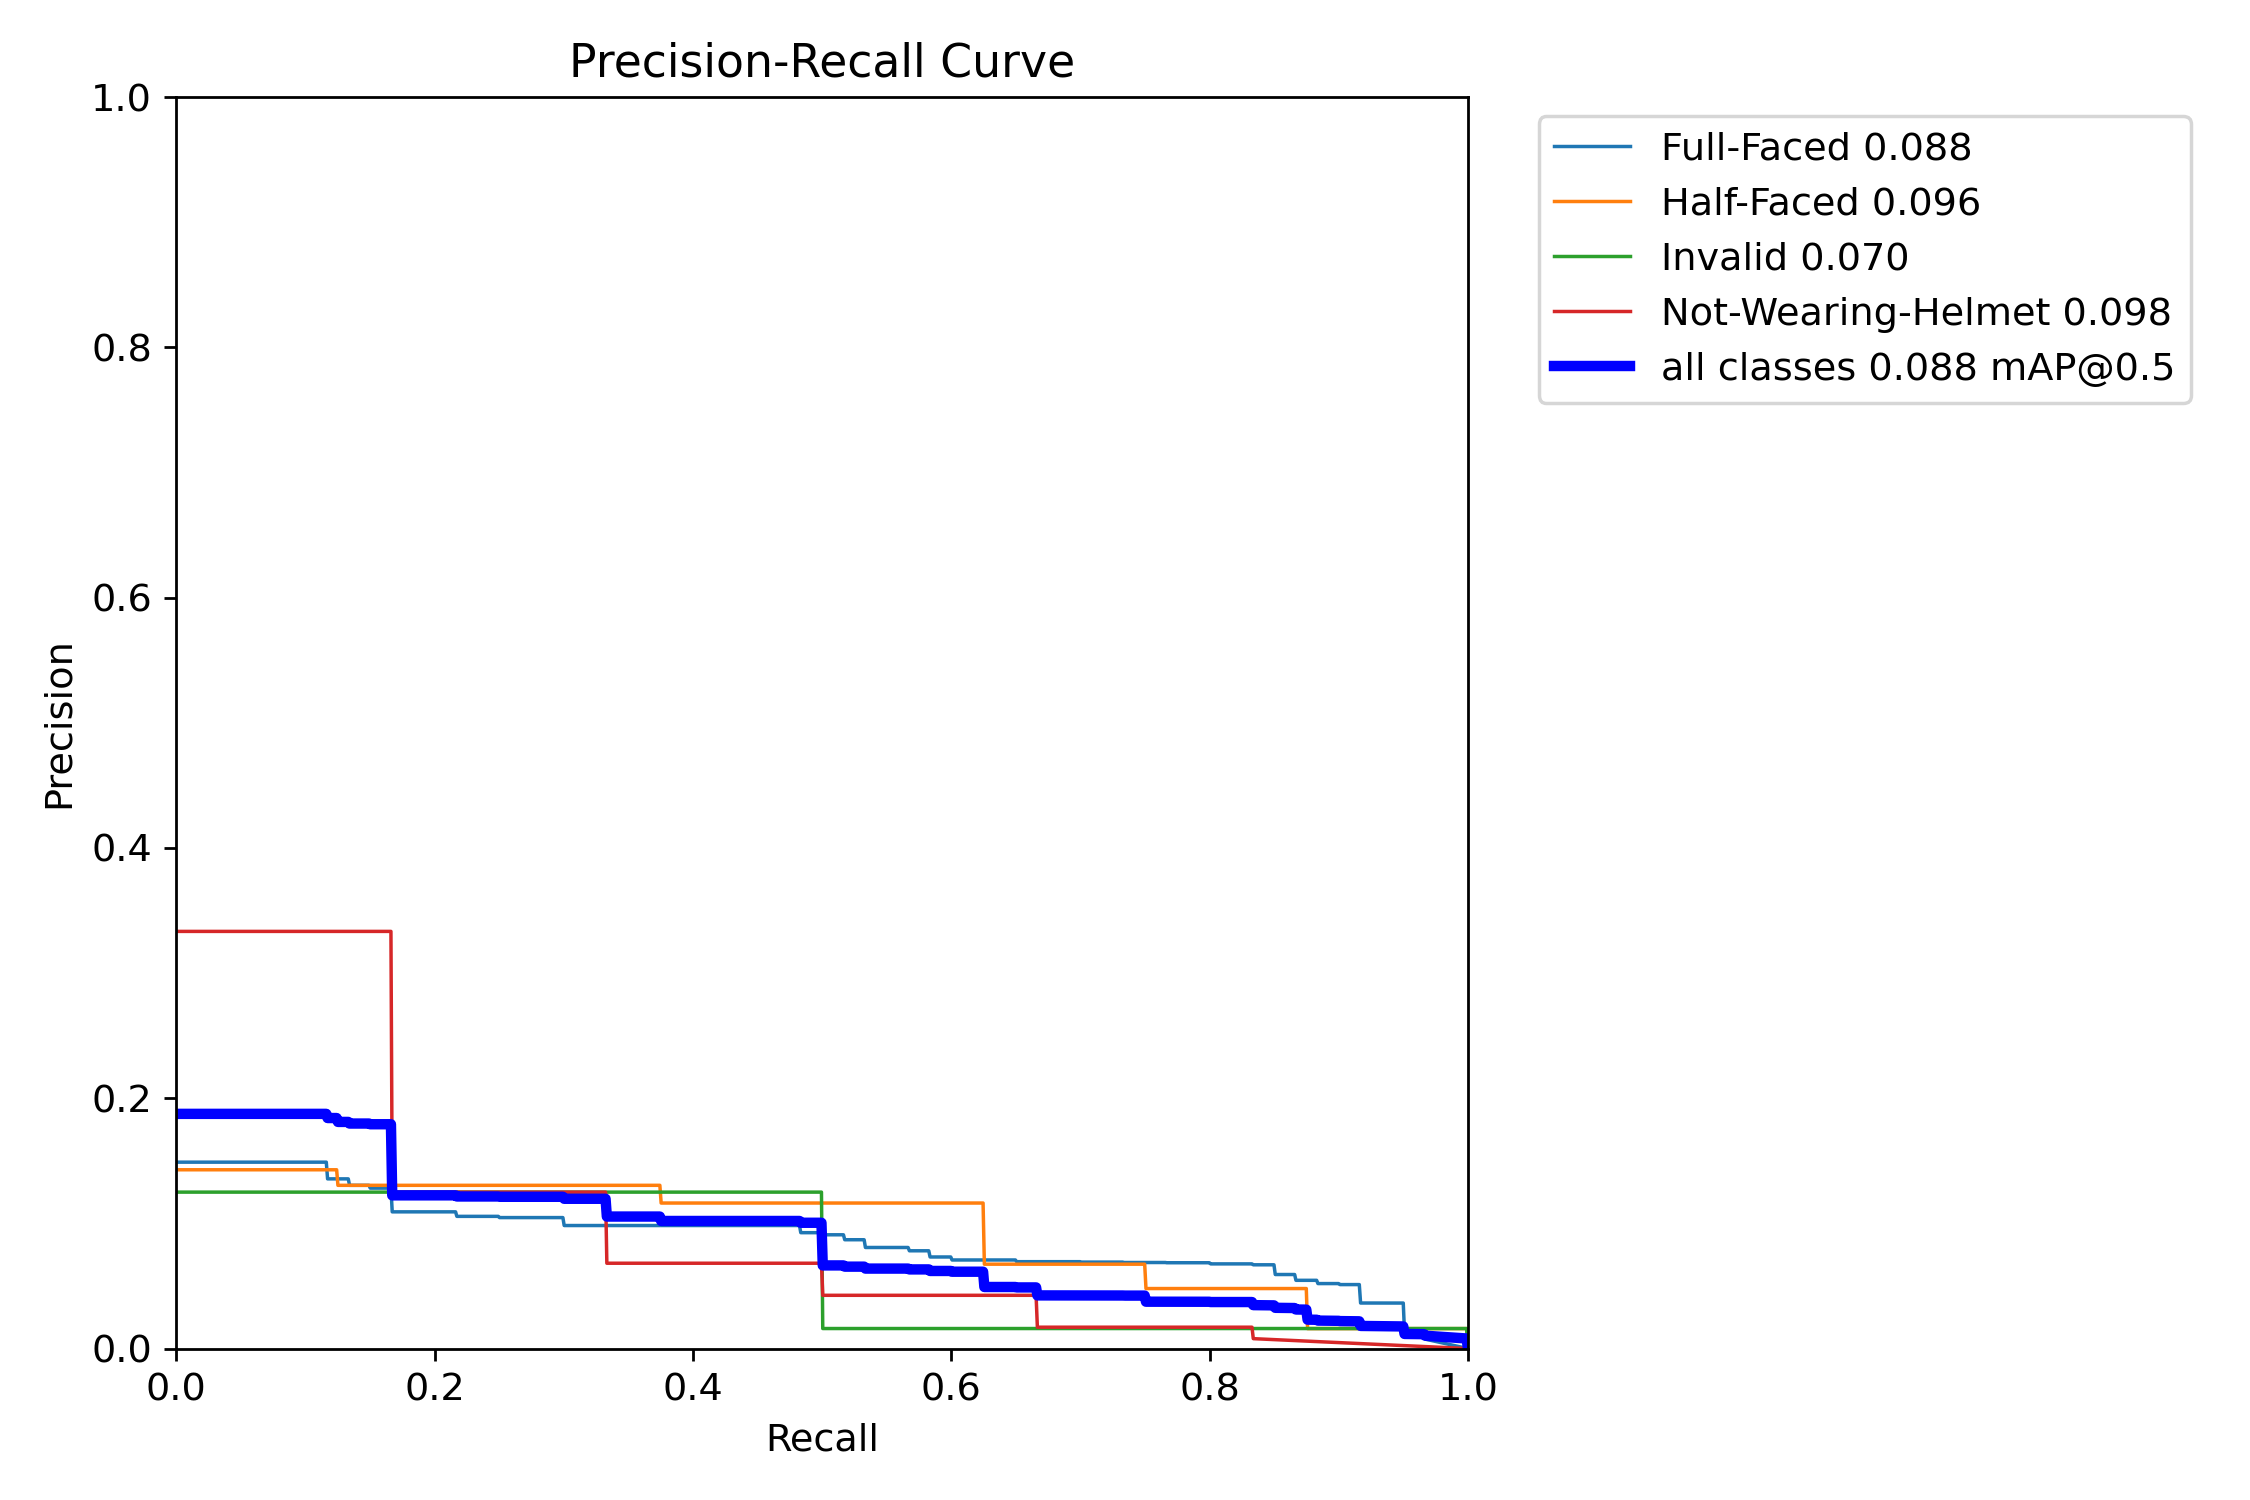 Precision-Recall Curve
1.0
0.8
0.6
0.4
0.2
0.0
Precision
0.0 0.2 0.4 0.6 0.8 1.0
Recall
Full-Faced 0.088
Half-Faced 0.096
Invalid 0.070
Not-Wearing-Helmet 0.098
all classes 0.088 mAP@0.5